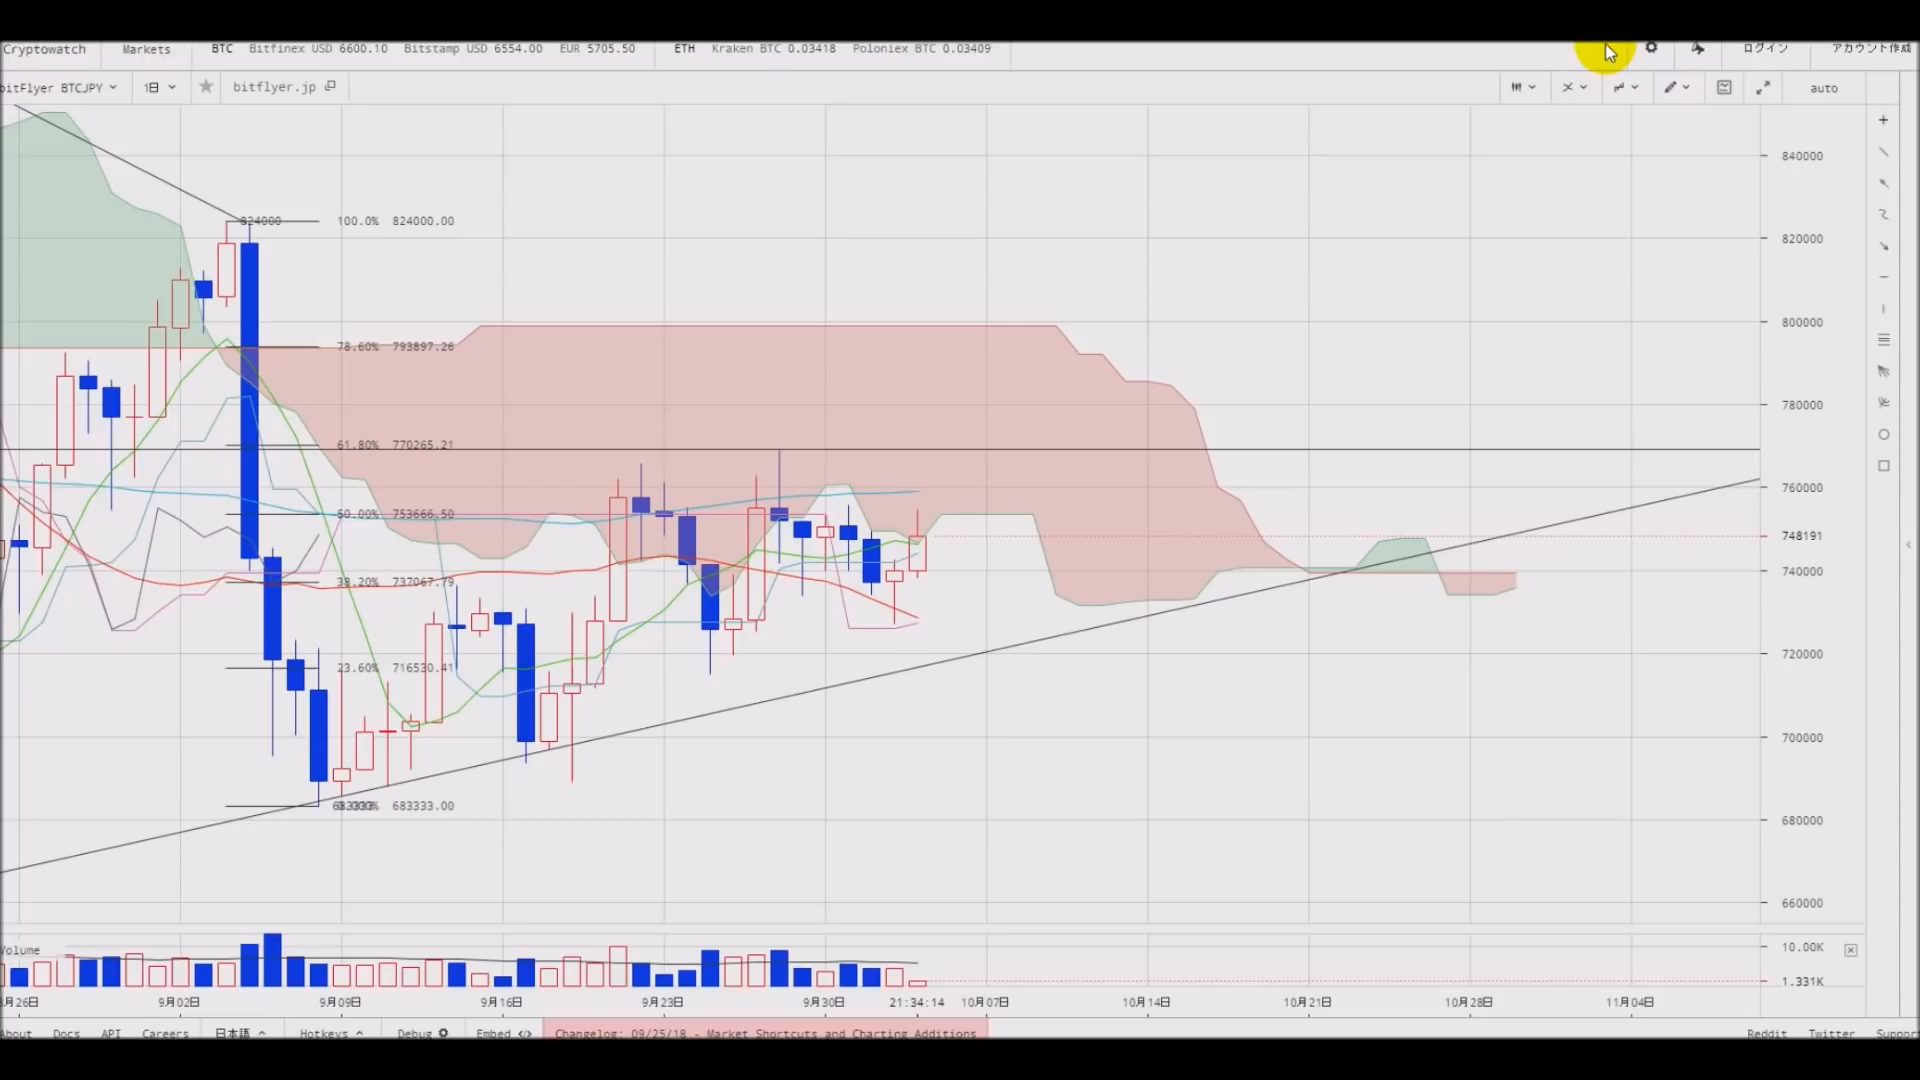 Cryptowatch Markets BTC Bitfinex USD 6600.10 Bitstamp USD 6554.00 EUR 5705.50 ETH Kraken BTC 0.03418 Poloniex BTC 0.03409 ログイン アカウント作成
bitFlyer BTCJPY 1日 bitflyer.jp auto
840000
824000 100.0% 824000.00
820000
800000
78.60% 793897.26
780000
61.80% 770265.21
760000
50.00% 753666.50
748191
740000
38.20% 737067.79
720000
23.60% 716530.41
700000
683333.00
680000
660000
Volume 10.00K
1.331K
8月26日 9月02日 9月09日 9月16日 9月23日 9月30日 21:34:14 10月07日 10月14日 10月21日 10月28日 11月04日
About Docs API Careers 日本語 Hotkeys Debug Embed Changelog: 09/25/18 - Market Shortcuts and Charting Additions Reddit Twitter Support